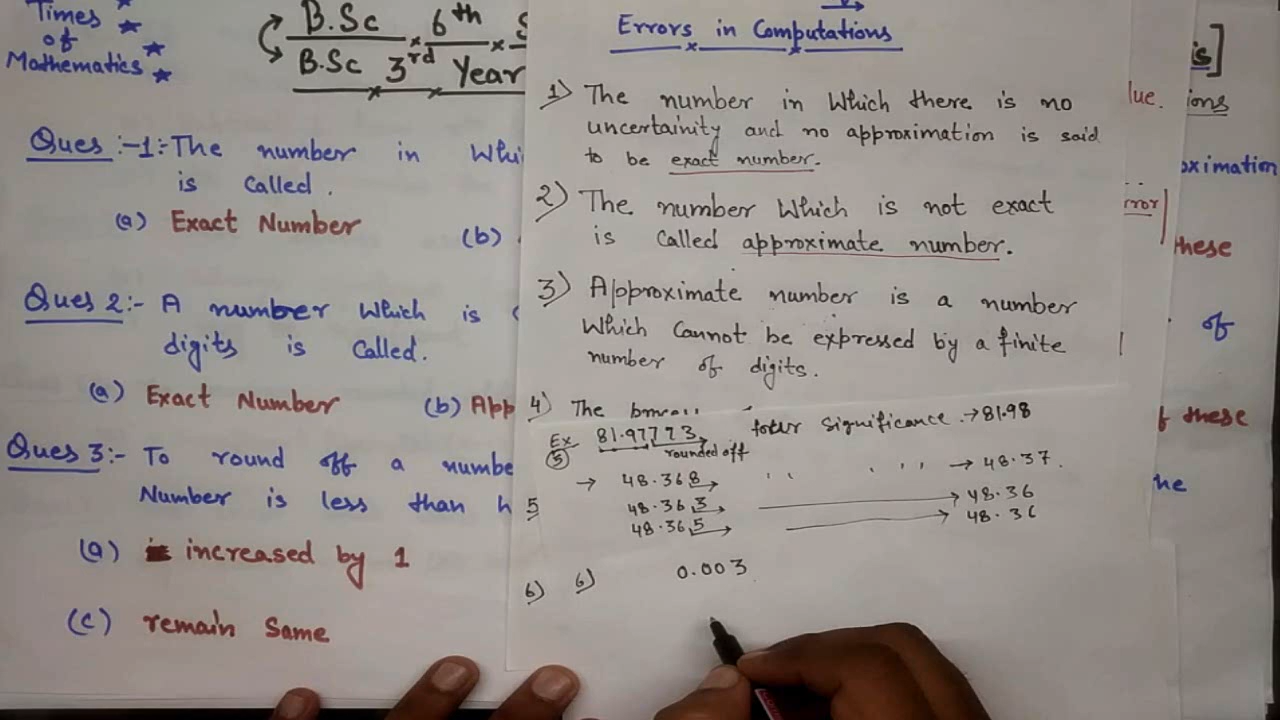 Times
of
Mathematics
B.Sc 6th S
B.Sc 3rd Year
Ques:-1:- The number in Whi
is Called.
(a) Exact Number
(b)
Ques 2:- A number Which is
digits is Called.
(a) Exact Number (b) App
Ques 3:- To round off a numbe
Number is less than h
(a) increased by 1
(c) remain Same
Errors in Computations
1) The number in Which there is no
uncertainity and no approximation is said
to be exact number.
2) The number Which is not exact
is Called approximate number.
3) Approximate number is a number
Which Cannot be expressed by a finite
number of digits.
4) The
Ex 81.97773 four significance. → 81.98
rounded off
5
→ 48.368 " " " → 48.37.
5 48.363 → 48.36
48.365 → 48.36
6) 6) 0.003
is]
lue. ions
oximation
rror
these
of
f these
he